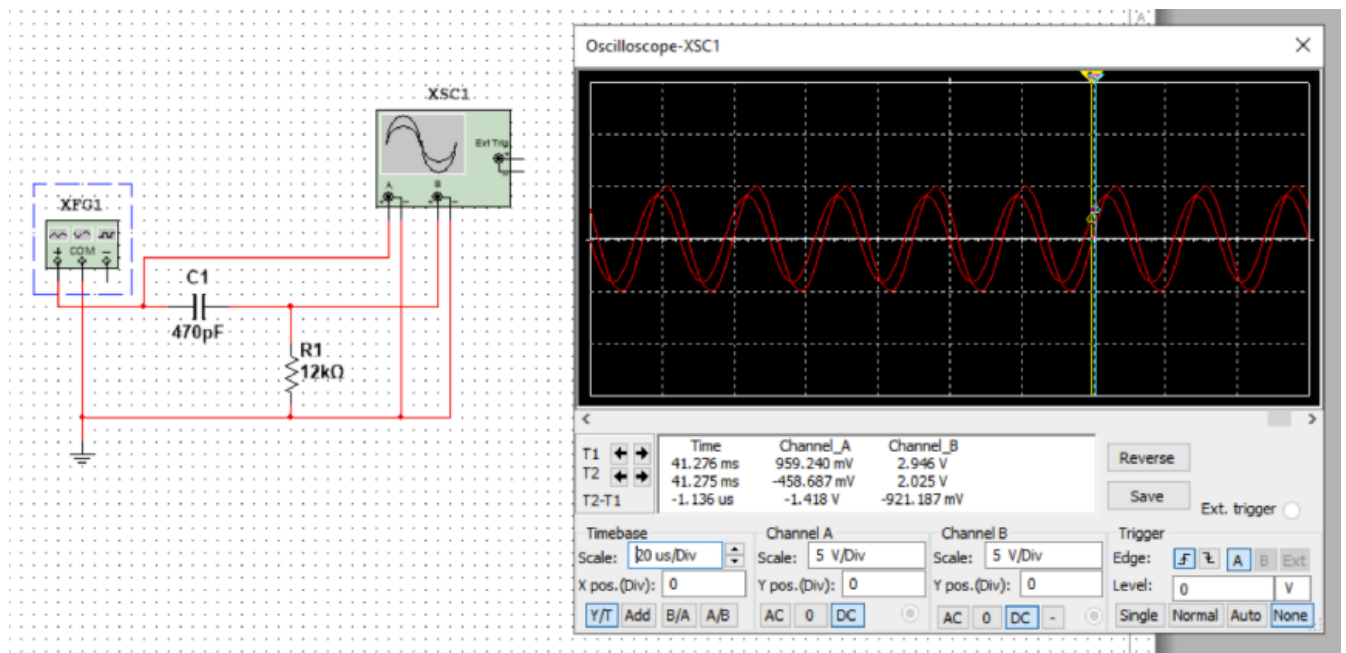 A
XSC1
Ext Trig
A
B
XFG1
COM
C1
470pF
R1
12kΩ
Oscilloscope-XSC1
Time Channel_A Channel_B
T1 41.276 ms 959.240 mV 2.946 V
T2 41.275 ms -458.687 mV 2.025 V
T2-T1 -1.136 us -1.418 V -921.187 mV
Reverse
Save
Ext. trigger
Timebase
Scale: 20 us/Div
X pos.(Div): 0
Y/T Add B/A A/B
Channel A
Scale: 5 V/Div
Y pos.(Div): 0
AC 0 DC
Channel B
Scale: 5 V/Div
Y pos.(Div): 0
AC 0 DC -
Trigger
Edge: A B Ext
Level: 0 V
Single Normal Auto None